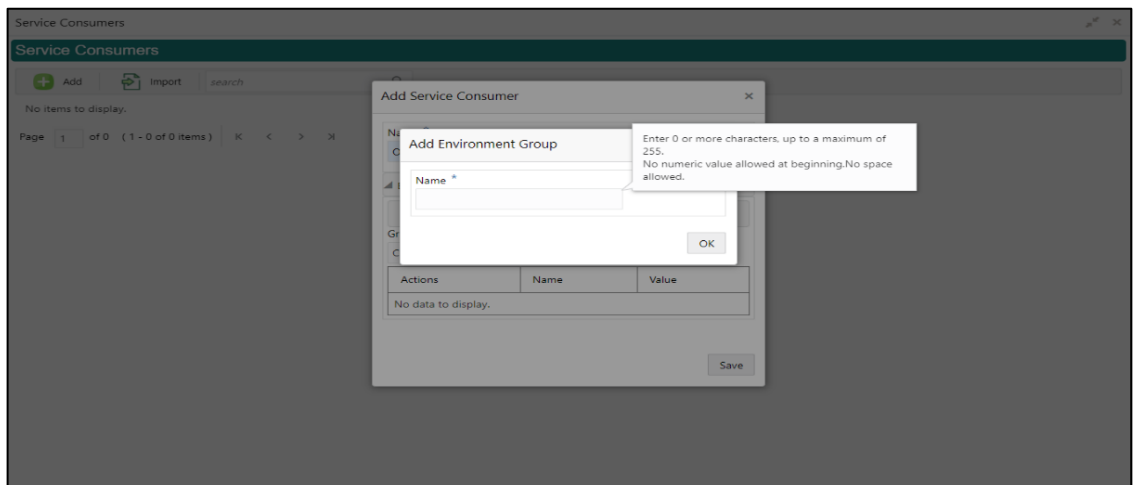 Service Consumers
Service Consumers
Add Import search
No items to display.
Page 1 of 0 (1 - 0 of 0 items) K < > X
Add Service Consumer
Add Environment Group
Enter 0 or more characters, up to a maximum of
255.
No numeric value allowed at beginning.No space
allowed.
Name *
Gr
OK
Actions Name Value
No data to display.
Save